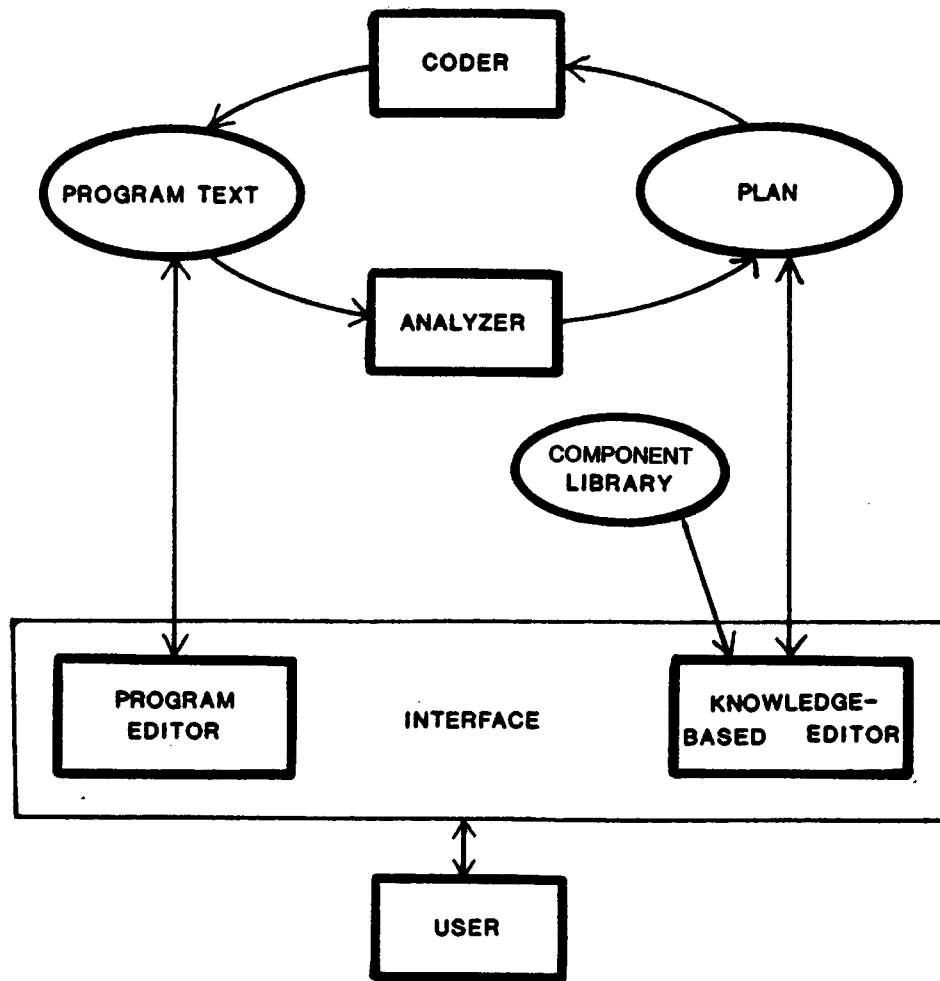 CODER
PROGRAM TEXT
PLAN
ANALYZER
COMPONENT
LIBRARY
PROGRAM
EDITOR
INTERFACE
KNOWLEDGE-
BASED EDITOR
USER